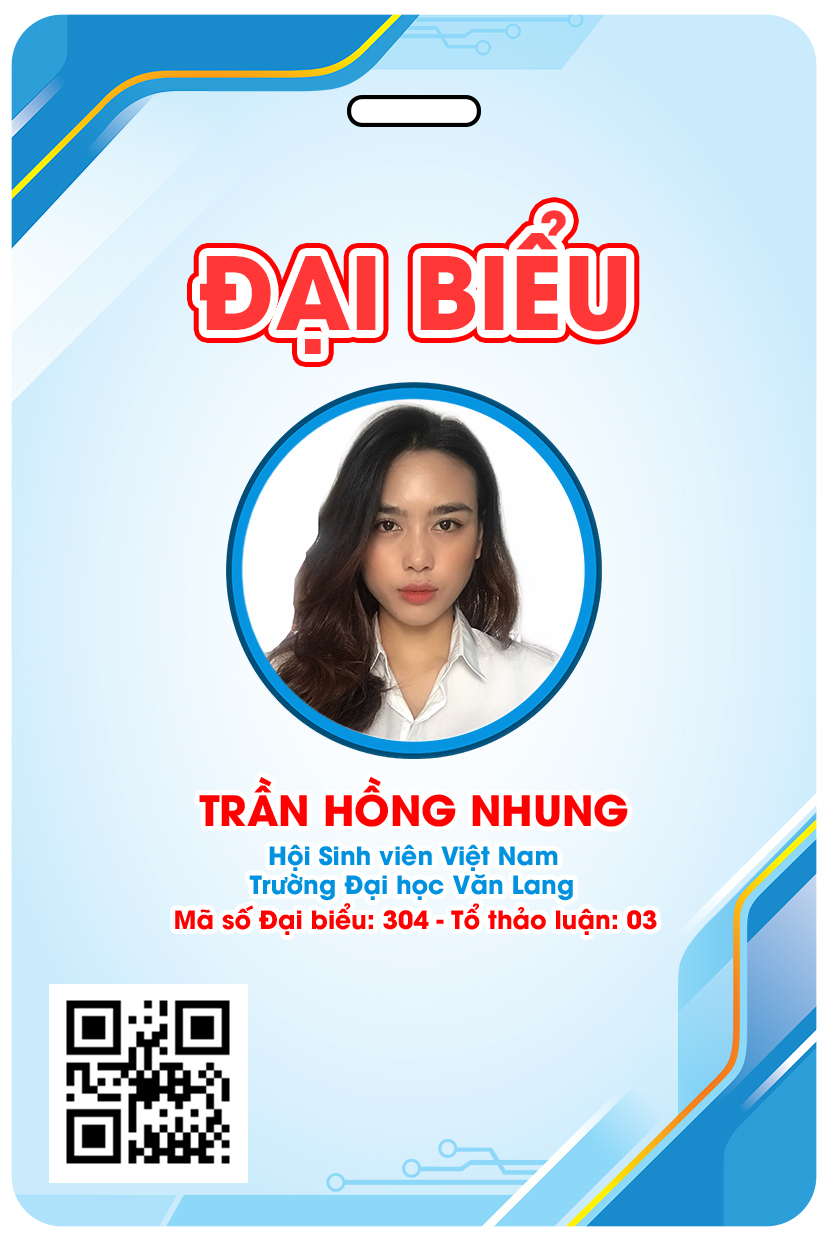 ĐẠI BIỂU
TRẦN HỒNG NHUNG
Hội Sinh viên Việt Nam
Trường Đại học Văn Lang
Mã số Đại biểu: 304 - Tổ thảo luận: 03